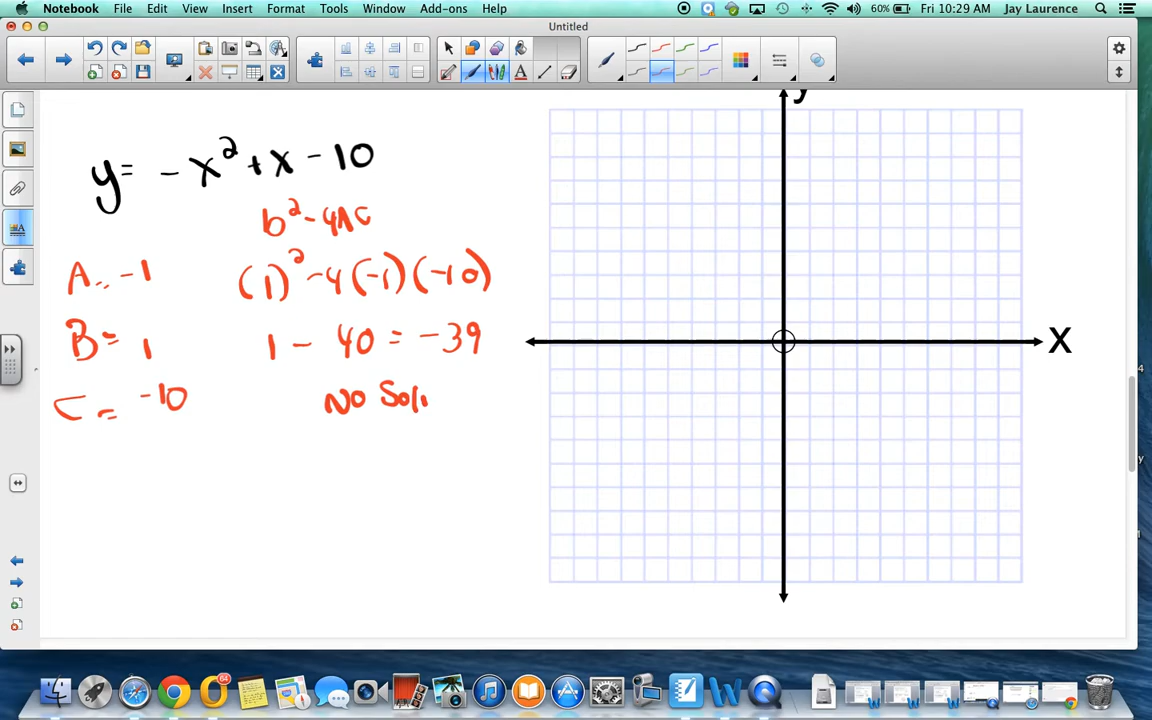 Notebook File Edit View Insert Format Tools Window Add-ons Help 60% Fri 10:29 AM Jay Laurence
Untitled
y
y= -x²+x-10
b²-4AC
A= -1 (1)²-4(-1)(-10)
B= 1 1 - 40 = -39
X
C= -10 No Sol
64